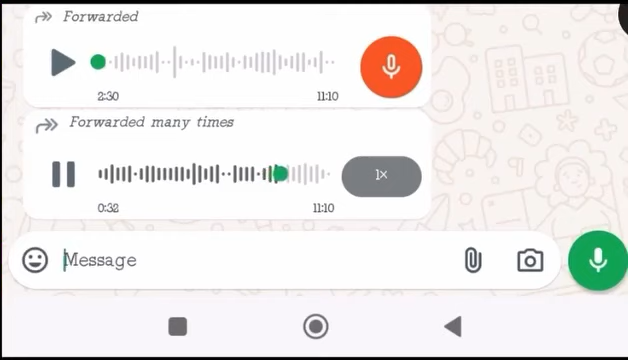 Forwarded
2:30 11:10
Forwarded many times
1×
0:32 11:10
Message